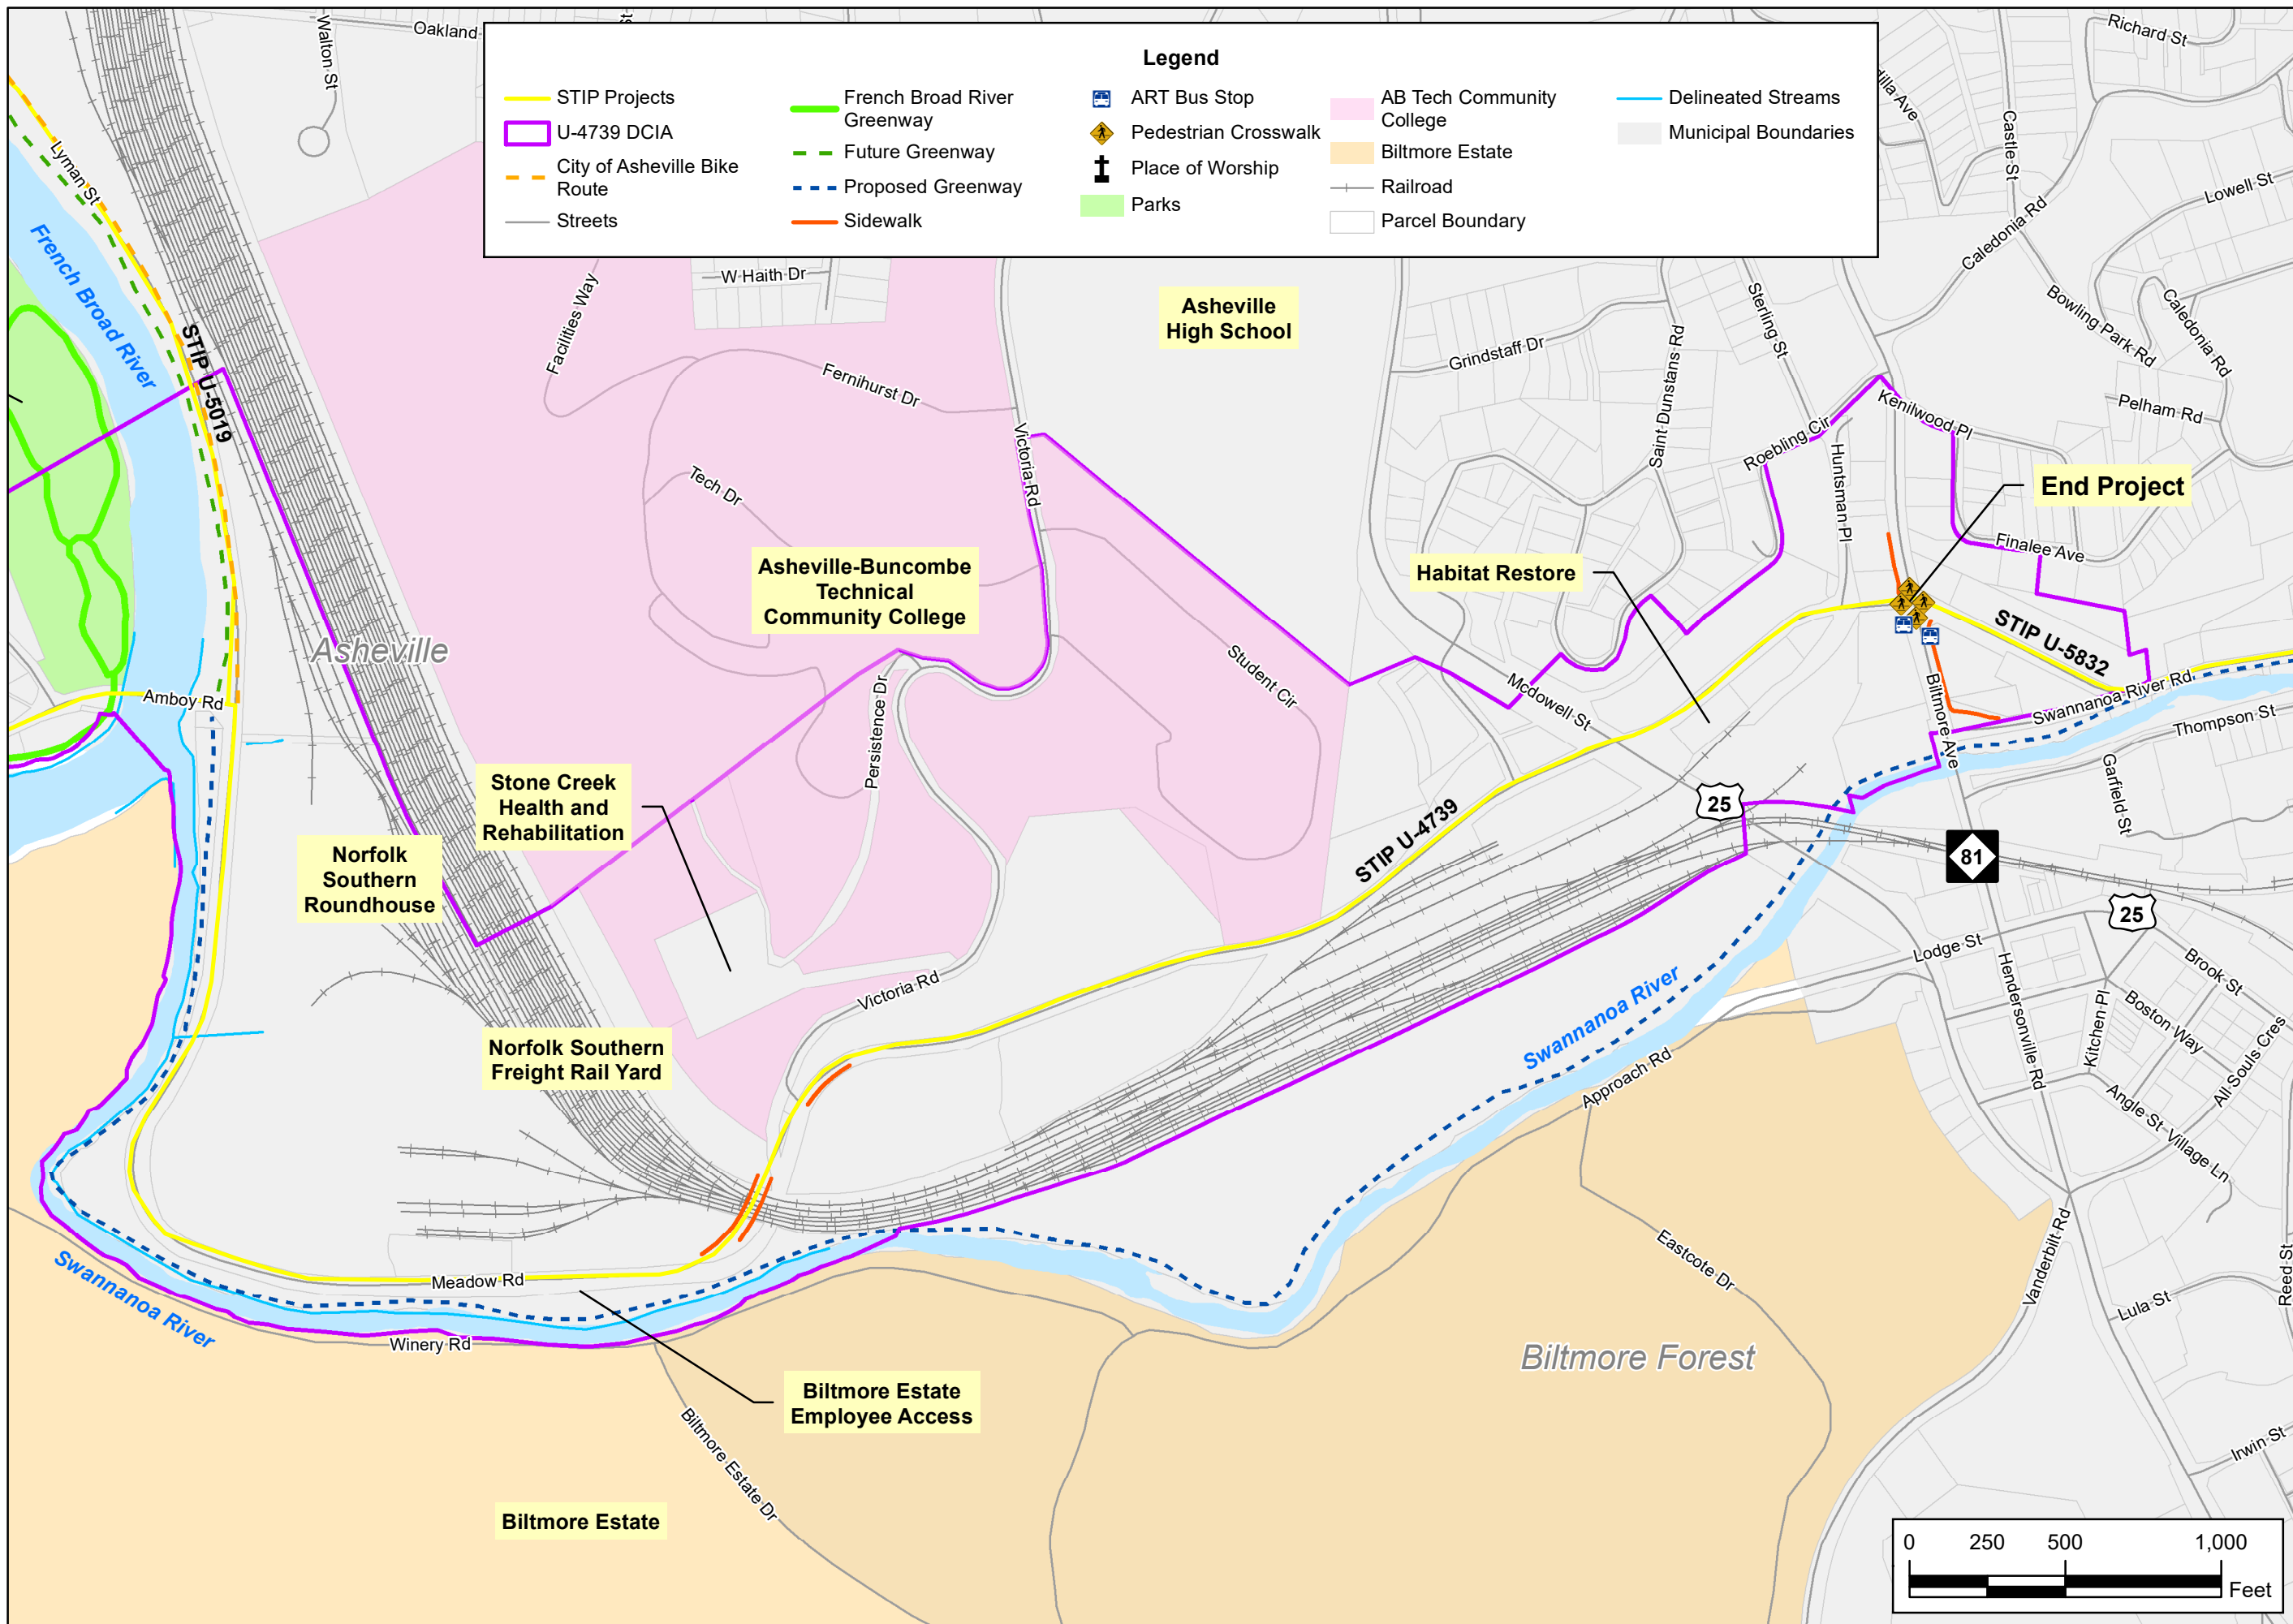 Legend
STIP Projects
U-4739 DCIA
City of Asheville Bike
Route
Streets
French Broad River
Greenway
Future Greenway
Proposed Greenway
Sidewalk
ART Bus Stop
Pedestrian Crosswalk
Place of Worship
Parks
AB Tech Community
College
Biltmore Estate
Railroad
Parcel Boundary
Delineated Streams
Municipal Boundaries
Walton St
Oakland
Richard St
Castle St
Lowell St
Caledonia Rd
Bowling Park Rd
Caledonia Rd
Pelham Rd
Lyman St
French Broad River
STIP U-5019
W Haith Dr
Facilities Way
Fernihurst Dr
Tech Dr
Victoria Rd
Asheville
High School
Grindstaff Dr
Saint Dunstans Rd
Sterling St
Roebling Cir
Kenilwood Pl
Huntsman Pl
End Project
Finalee Ave
Habitat Restore
Asheville-Buncombe
Technical
Community College
Asheville
Amboy Rd
Persistence Dr
Student Cir
Mcdowell St
STIP U-5832
Swannanoa River Rd
Thompson St
Biltmore Ave
Garfield St
Stone Creek
Health and
Rehabilitation
Norfolk
Southern
Roundhouse
STIP U-4739
25
81
25
Lodge St
Brook St
Boston Way
Kitchen Pl
Hendersonville Rd
All Souls Cres
Angle St
Village Ln
Victoria Rd
Norfolk Southern
Freight Rail Yard
Swannanoa River
Approach Rd
Eastcote Dr
Vanderbilt Rd
Lula St
Reed St
Irwin St
Meadow Rd
Swannanoa River
Winery Rd
Biltmore Estate
Employee Access
Biltmore Forest
Biltmore Estate Dr
Biltmore Estate
0
250
500
1,000
Feet